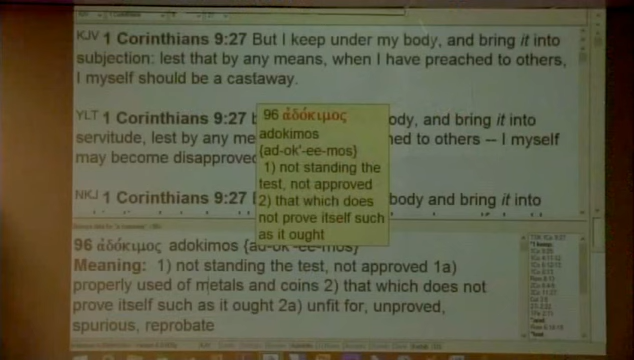 KJV 1 Corinthians 9:27 But I keep under my body, and bring it into
subjection: lest that by any means, when I have preached to others,
I myself should be a castaway.
YLT 1 Corinthians 9:27 b
ody, and bring it into
servitude, lest by any me
ned to others -- I myself
may become disapproved
NKJ 1 Corinthians 9:27
body and bring it into
96 ἀδόκιμος
adokimos
{ad-ok'-ee-mos}
1) not standing the
test, not approved
2) that which does
not prove itself such
as it ought
96 ἀδόκιμος adokimos {ad-ok'-ee-mos}
Meaning: 1) not standing the test, not approved 1a)
properly used of metals and coins 2) that which does not
prove itself such as it ought 2a) unfit for, unproved,
spurious, reprobate